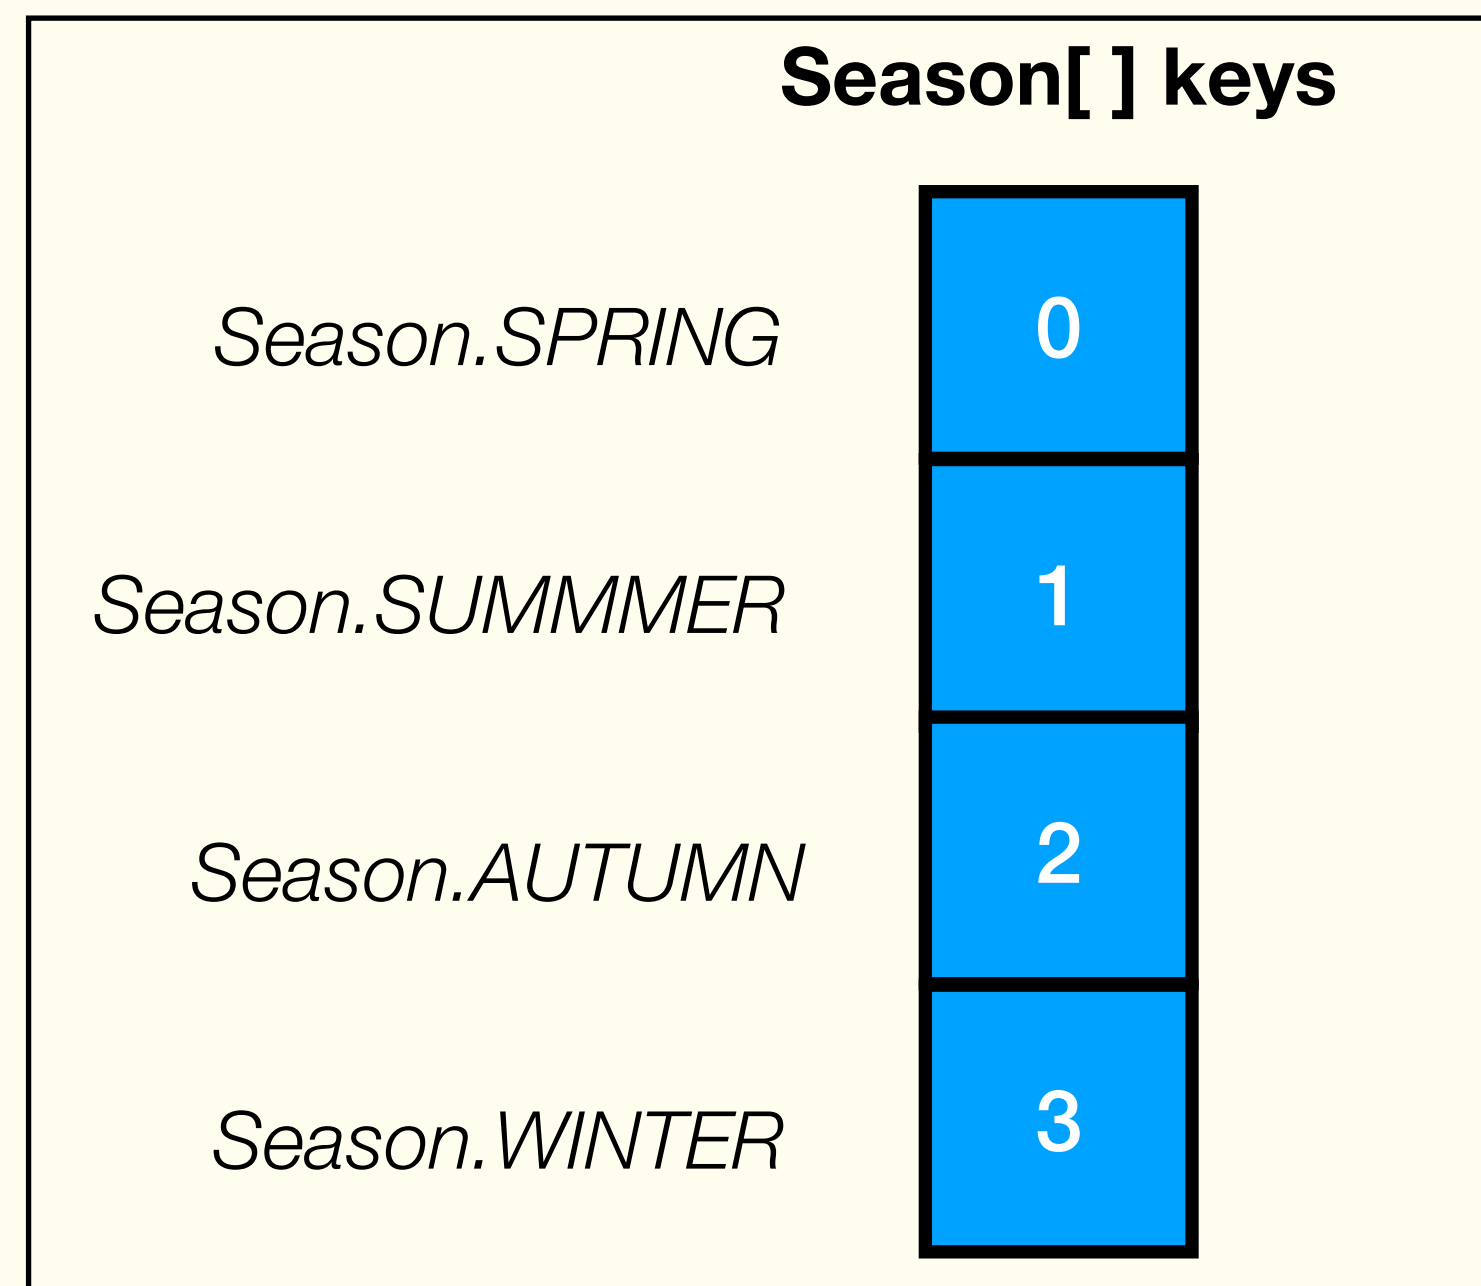 Season[ ] keys
Season.SPRING 0
Season.SUMMMER 1
Season.AUTUMN 2
Season.WINTER 3